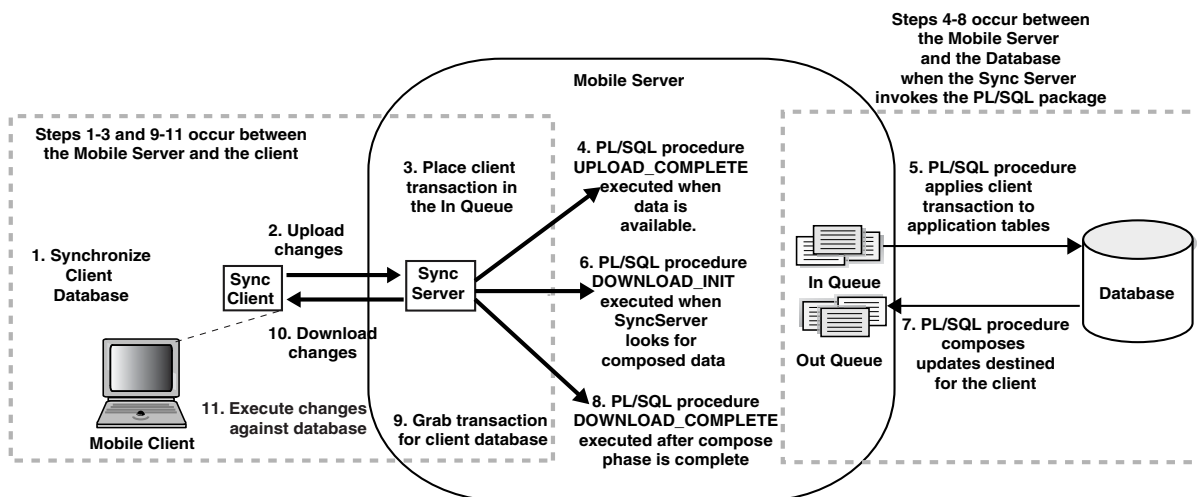 Steps 4-8 occur between
the Mobile Server
and the Database
when the Sync Server
invokes the PL/SQL package
Mobile Server
Steps 1-3 and 9-11 occur between
the Mobile Server and the client
3. Place client
transaction in
the In Queue
4. PL/SQL procedure
UPLOAD_COMPLETE
executed when
data is
available.
5. PL/SQL procedure
applies client
transaction to
application tables
1. Synchronize
Client
Database
2. Upload
changes
Sync
Client
Sync
Server
6. PL/SQL procedure
DOWNLOAD_INIT
executed when
SyncServer
looks for
composed data
In Queue
Out Queue
Database
7. PL/SQL procedure
composes
updates destined
for the client
10. Download
changes
11. Execute changes
against database
Mobile Client
9. Grab transaction
for client database
8. PL/SQL procedure
DOWNLOAD_COMPLETE
executed after compose
phase is complete